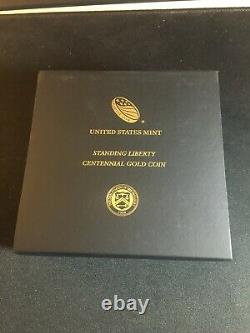 UNITED STATES MINT
STANDING LIBERTY
CENTENNIAL GOLD COIN